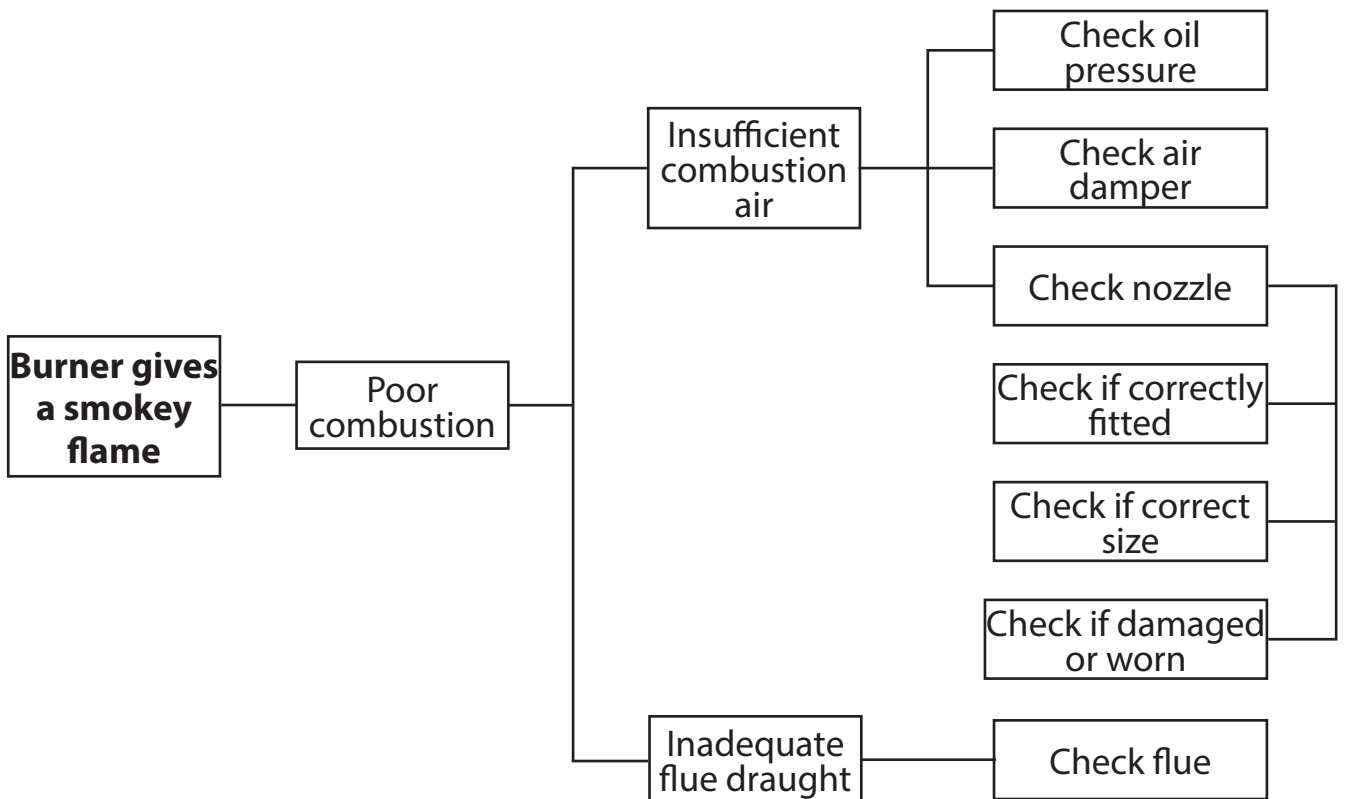 Burner gives
a smokey
flame
Poor
combustion
Insufficient
combustion
air
Check oil
pressure
Check air
damper
Check nozzle
Check if correctly
fitted
Check if correct
size
Check if damaged
or worn
Inadequate
flue draught
Check flue